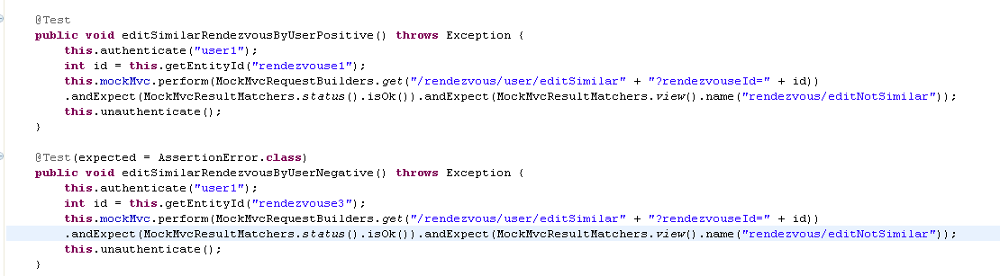 @Test
public void editSimilarRendezvousByUserPositive() throws Exception {
this.authenticate("user1");
int id = this.getEntityId("rendezvouse1");
this.mockMvc.perform(MockMvcRequestBuilders.get("/rendezvous/user/editSimilar" + "?rendezvouseId=" + id))
.andExpect(MockMvcResultMatchers.status().isOk()).andExpect(MockMvcResultMatchers.view().name("rendezvous/editNotSimilar"));
this.unauthenticate();
}
@Test(expected = AssertionError.class)
public void editSimilarRendezvousByUserNegative() throws Exception {
this.authenticate("user1");
int id = this.getEntityId("rendezvouse3");
this.mockMvc.perform(MockMvcRequestBuilders.get("/rendezvous/user/editSimilar" + "?rendezvouseId=" + id))
.andExpect(MockMvcResultMatchers.status().isOk()).andExpect(MockMvcResultMatchers.view().name("rendezvous/editNotSimilar"));
this.unauthenticate();
}